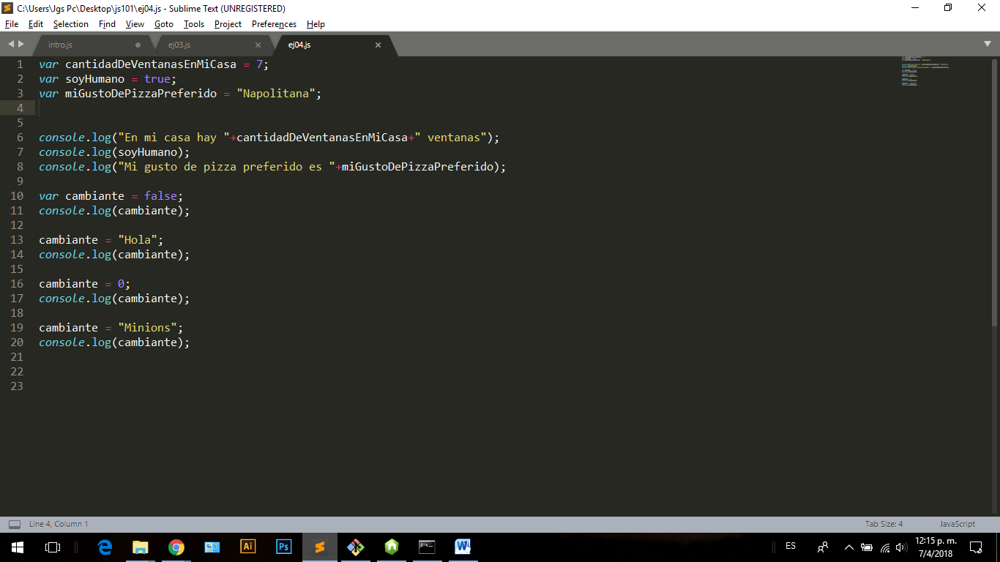 C:\Users\Jgs Pc\Desktop\js101\ej04.js - Sublime Text (UNREGISTERED)
File Edit Selection Find View Goto Tools Project Preferences Help
intro.js ej03.js ej04.js
1 var cantidadDeVentanasEnMiCasa = 7;
2 var soyHumano = true;
3 var miGustoDePizzaPreferido = "Napolitana";
4
5
6 console.log("En mi casa hay "+cantidadDeVentanasEnMiCasa+" ventanas");
7 console.log(soyHumano);
8 console.log("Mi gusto de pizza preferido es "+miGustoDePizzaPreferido);
9
10 var cambiante = false;
11 console.log(cambiante);
12
13 cambiante = "Hola";
14 console.log(cambiante);
15
16 cambiante = 0;
17 console.log(cambiante);
18
19 cambiante = "Minions";
20 console.log(cambiante);
21
22
23
Line 4, Column 1 Tab Size: 4 JavaScript
Ai Ps ES 12:15 p. m.
7/4/2018